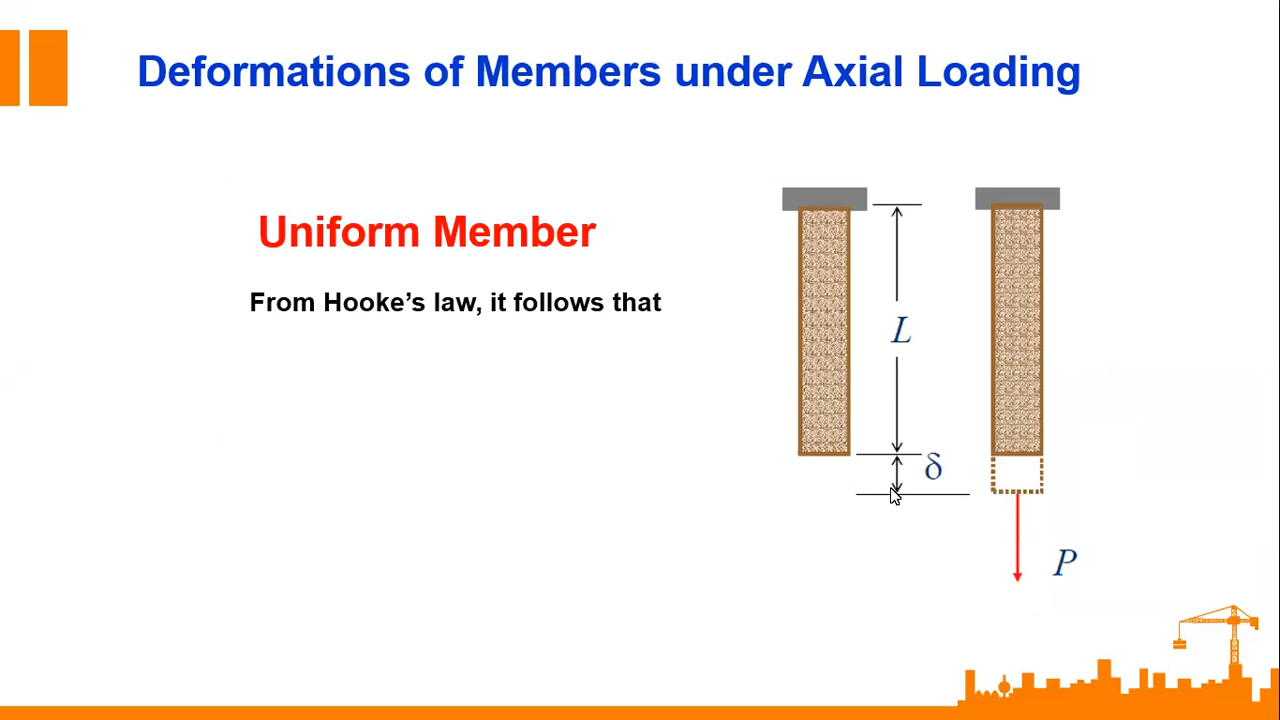 Deformations of Members under Axial Loading
Uniform Member
From Hooke’s law, it follows that
L
δ
P